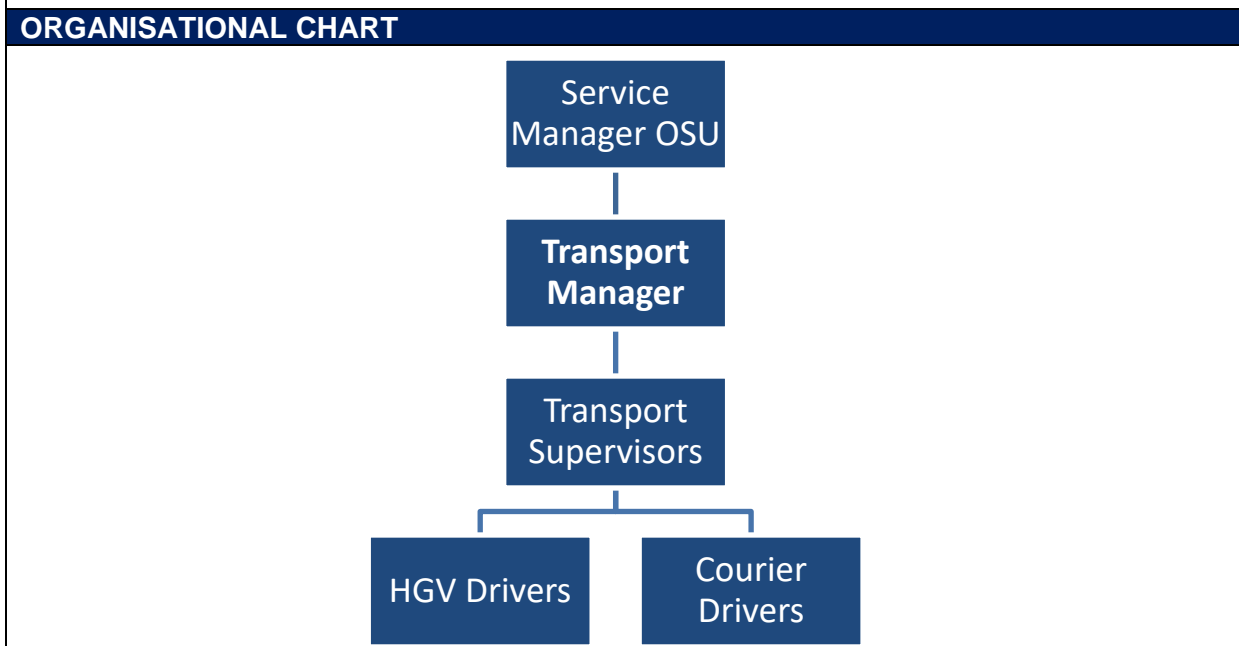 ORGANISATIONAL CHART
Service
Manager OSU
Transport
Manager
Transport
Supervisors
HGV Drivers
Courier
Drivers